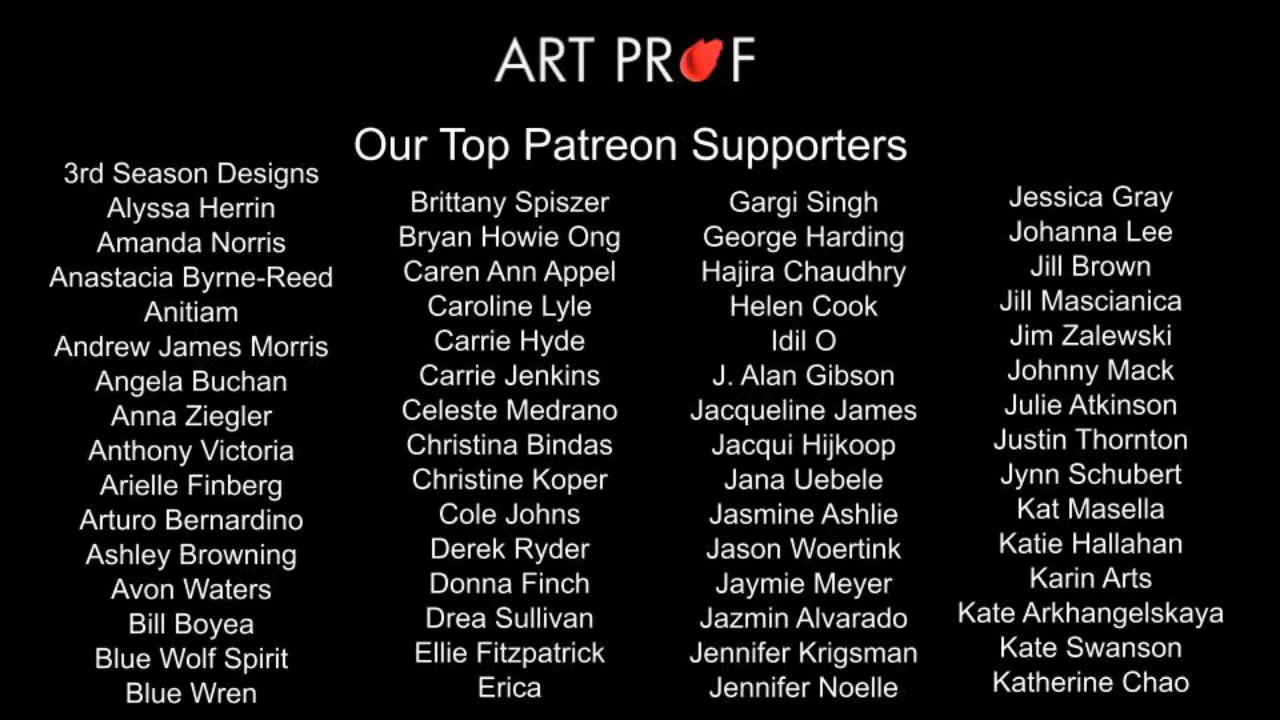 ART PROF
Our Top Patreon Supporters
3rd Season Designs
Alyssa Herrin
Amanda Norris
Anastacia Byrne-Reed
Anitiam
Andrew James Morris
Angela Buchan
Anna Ziegler
Anthony Victoria
Arielle Finberg
Arturo Bernardino
Ashley Browning
Avon Waters
Bill Boyea
Blue Wolf Spirit
Blue Wren
Brittany Spiszer
Bryan Howie Ong
Caren Ann Appel
Caroline Lyle
Carrie Hyde
Carrie Jenkins
Celeste Medrano
Christina Bindas
Christine Koper
Cole Johns
Derek Ryder
Donna Finch
Drea Sullivan
Ellie Fitzpatrick
Erica
Gargi Singh
George Harding
Hajira Chaudhry
Helen Cook
Idil O
J. Alan Gibson
Jacqueline James
Jacqui Hijkoop
Jana Uebele
Jasmine Ashlie
Jason Woertink
Jaymie Meyer
Jazmin Alvarado
Jennifer Krigsman
Jennifer Noelle
Jessica Gray
Johanna Lee
Jill Brown
Jill Mascianica
Jim Zalewski
Johnny Mack
Julie Atkinson
Justin Thornton
Jynn Schubert
Kat Masella
Katie Hallahan
Karin Arts
Kate Arkhangelskaya
Kate Swanson
Katherine Chao